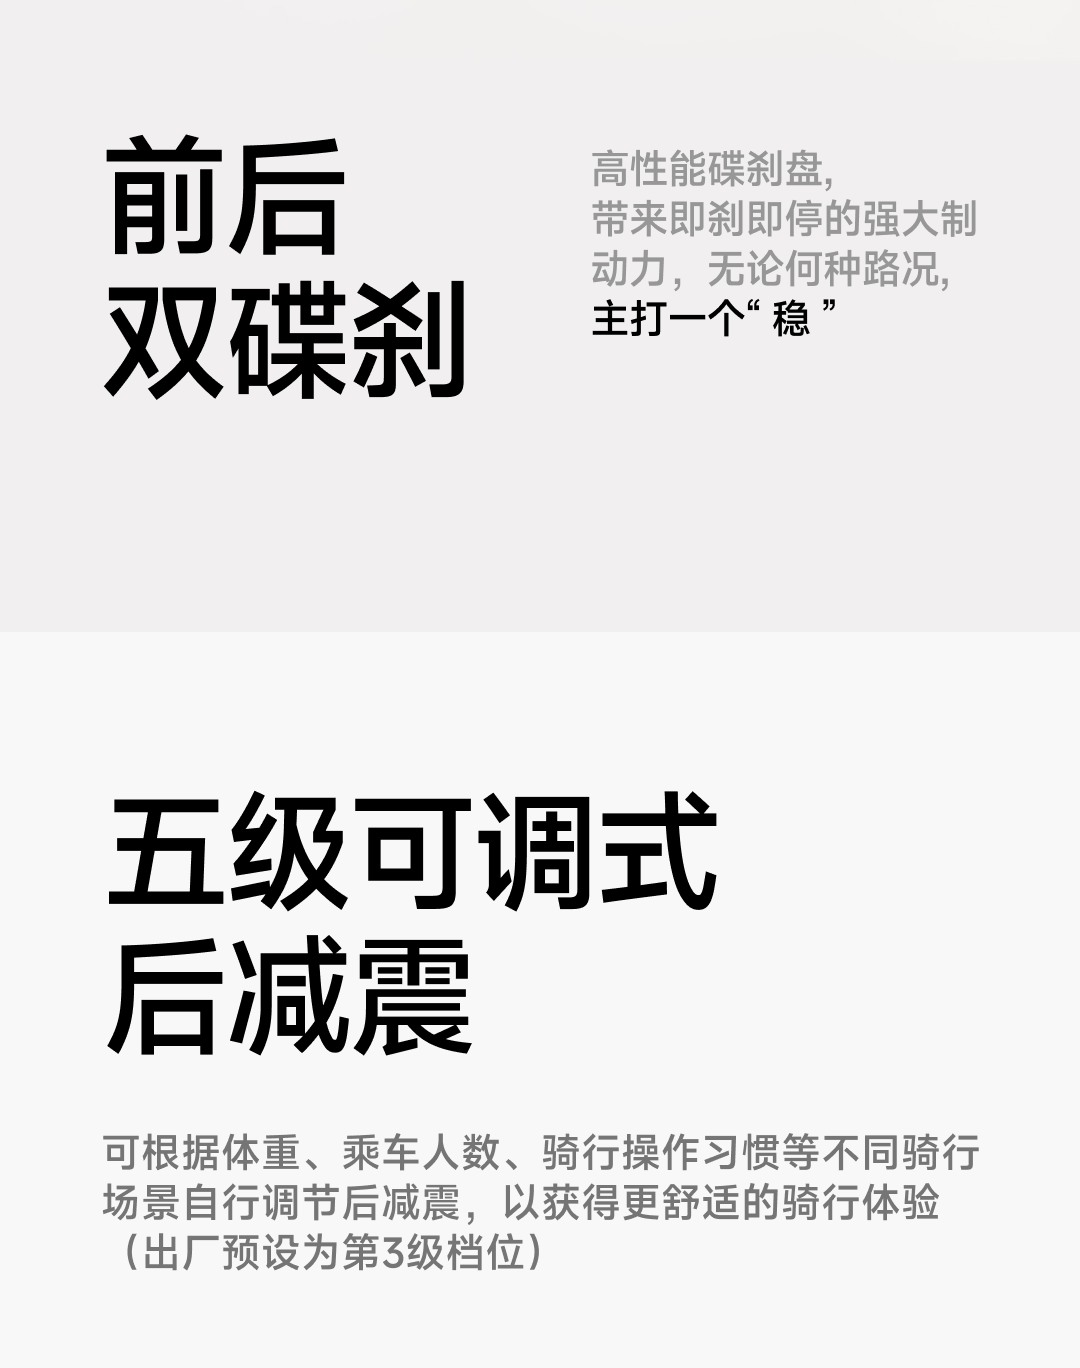 前后
双碟刹
高性能碟刹盘，
带来即刹即停的强大制
动力，无论何种路况，
主打一个“ 稳 ”
五级可调式
后减震
可根据体重、乘车人数、骑行操作习惯等不同骑行
场景自行调节后减震，以获得更舒适的骑行体验
（出厂预设为第3级档位）